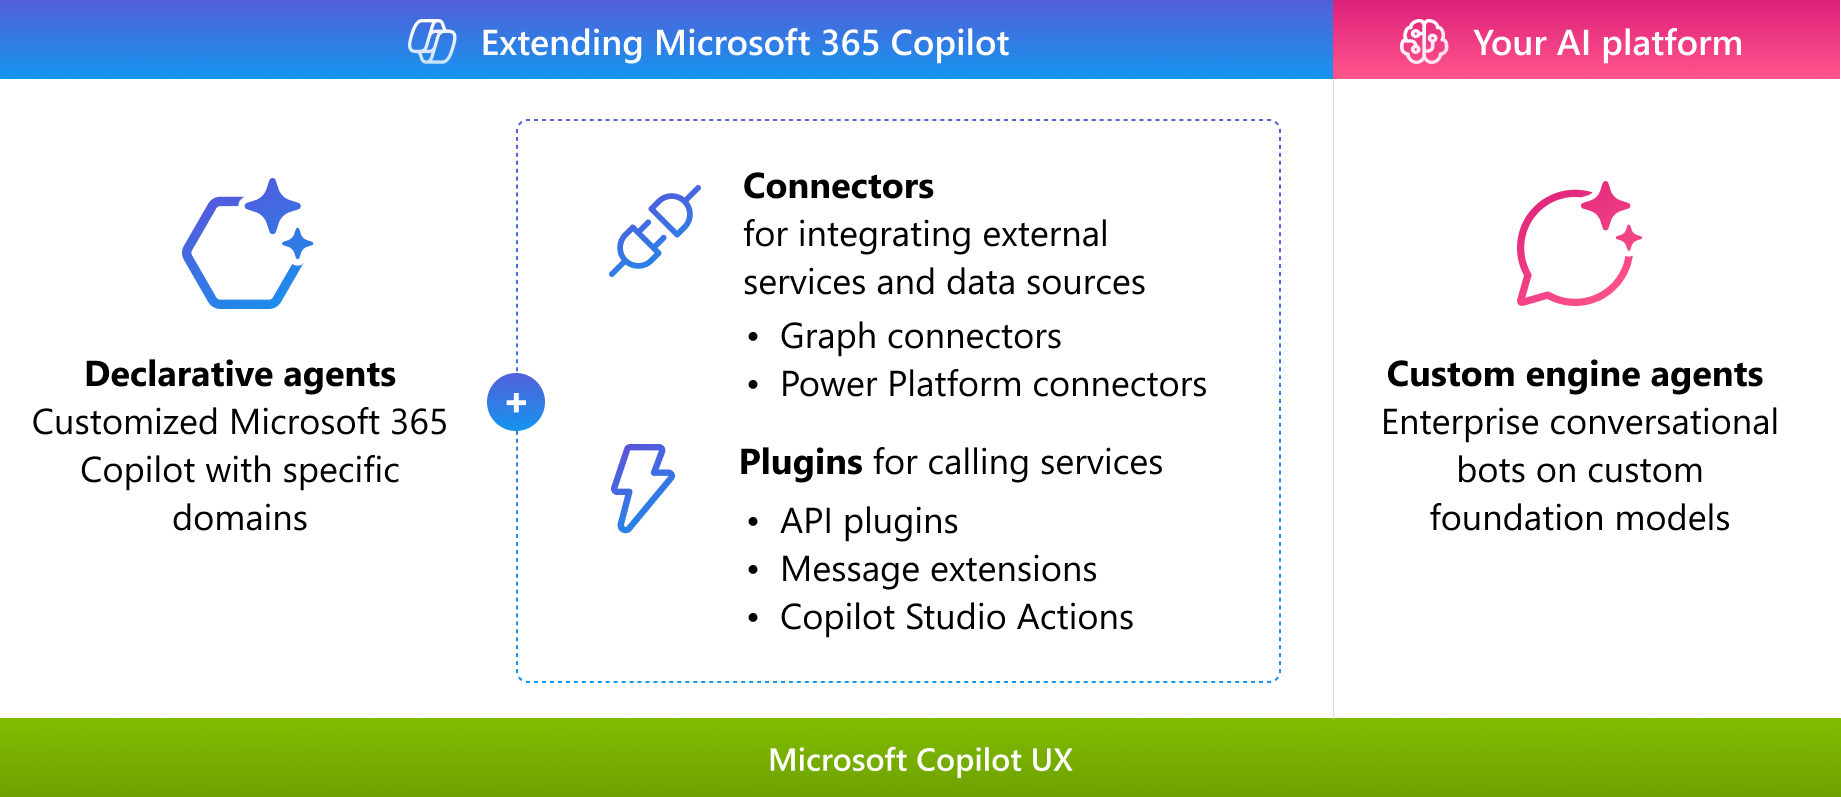 Extending Microsoft 365 Copilot
Your AI platform
Declarative agents
Customized Microsoft 365
Copilot with specific
domains
+
Connectors
for integrating external
services and data sources
• Graph connectors
• Power Platform connectors
Plugins for calling services
• API plugins
• Message extensions
• Copilot Studio Actions
Custom engine agents
Enterprise conversational
bots on custom
foundation models
Microsoft Copilot UX